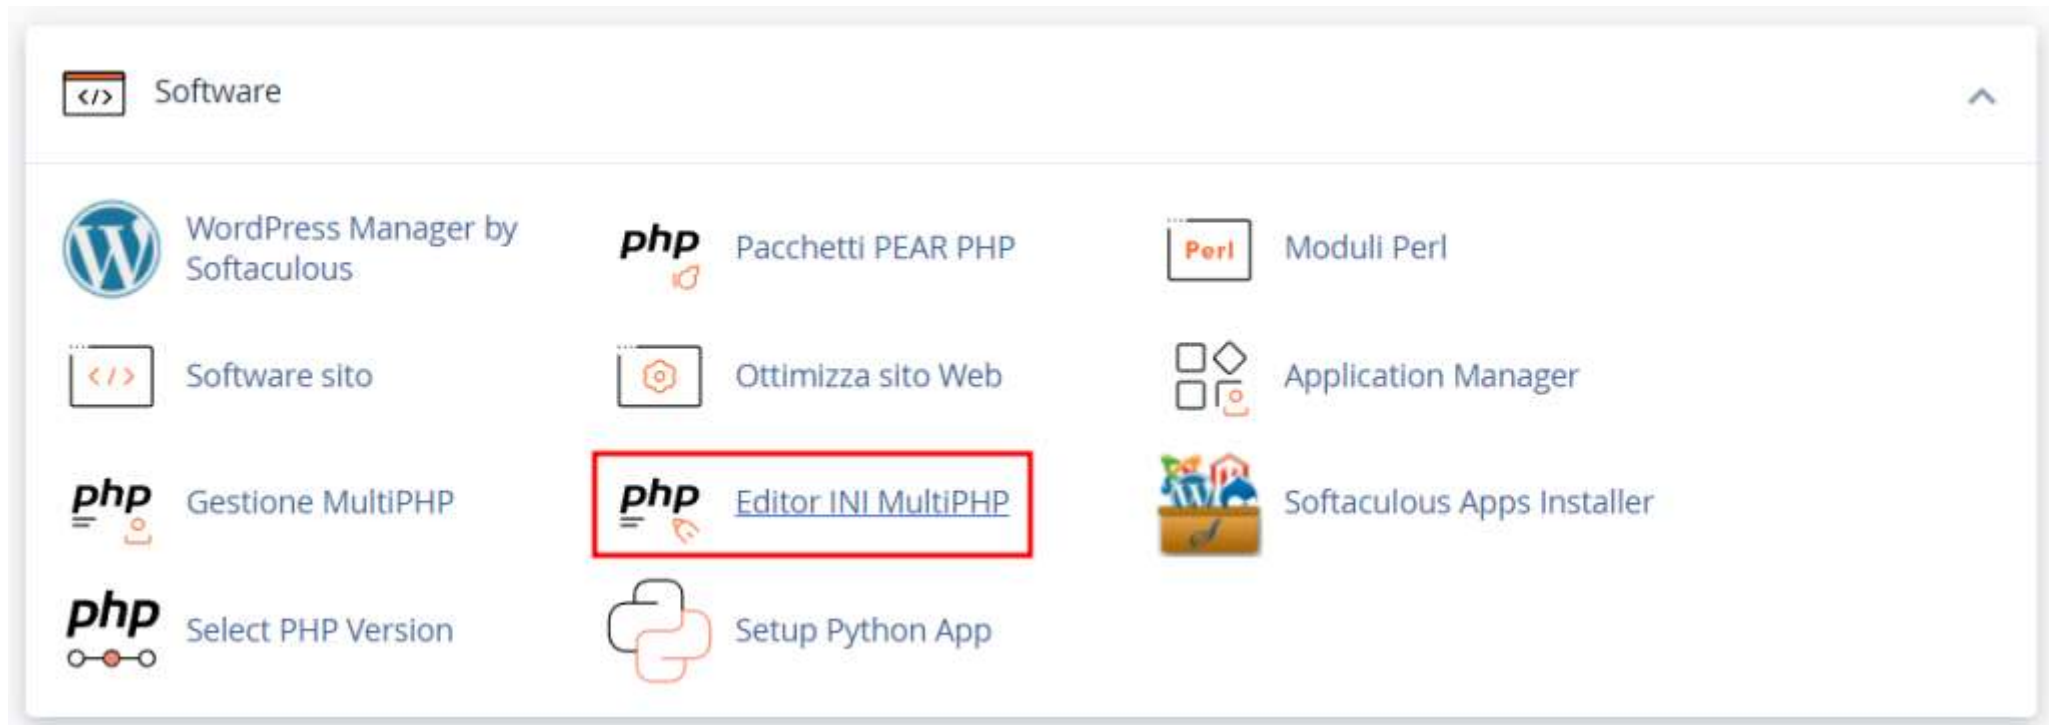 </> Software
WordPress Manager by
Softaculous
php Pacchetti PEAR PHP
Perl Moduli Perl
</> Software sito
Ottimizza sito Web
Application Manager
php Gestione MultiPHP
php Editor INI MultiPHP
Softaculous Apps Installer
php Select PHP Version
Setup Python App